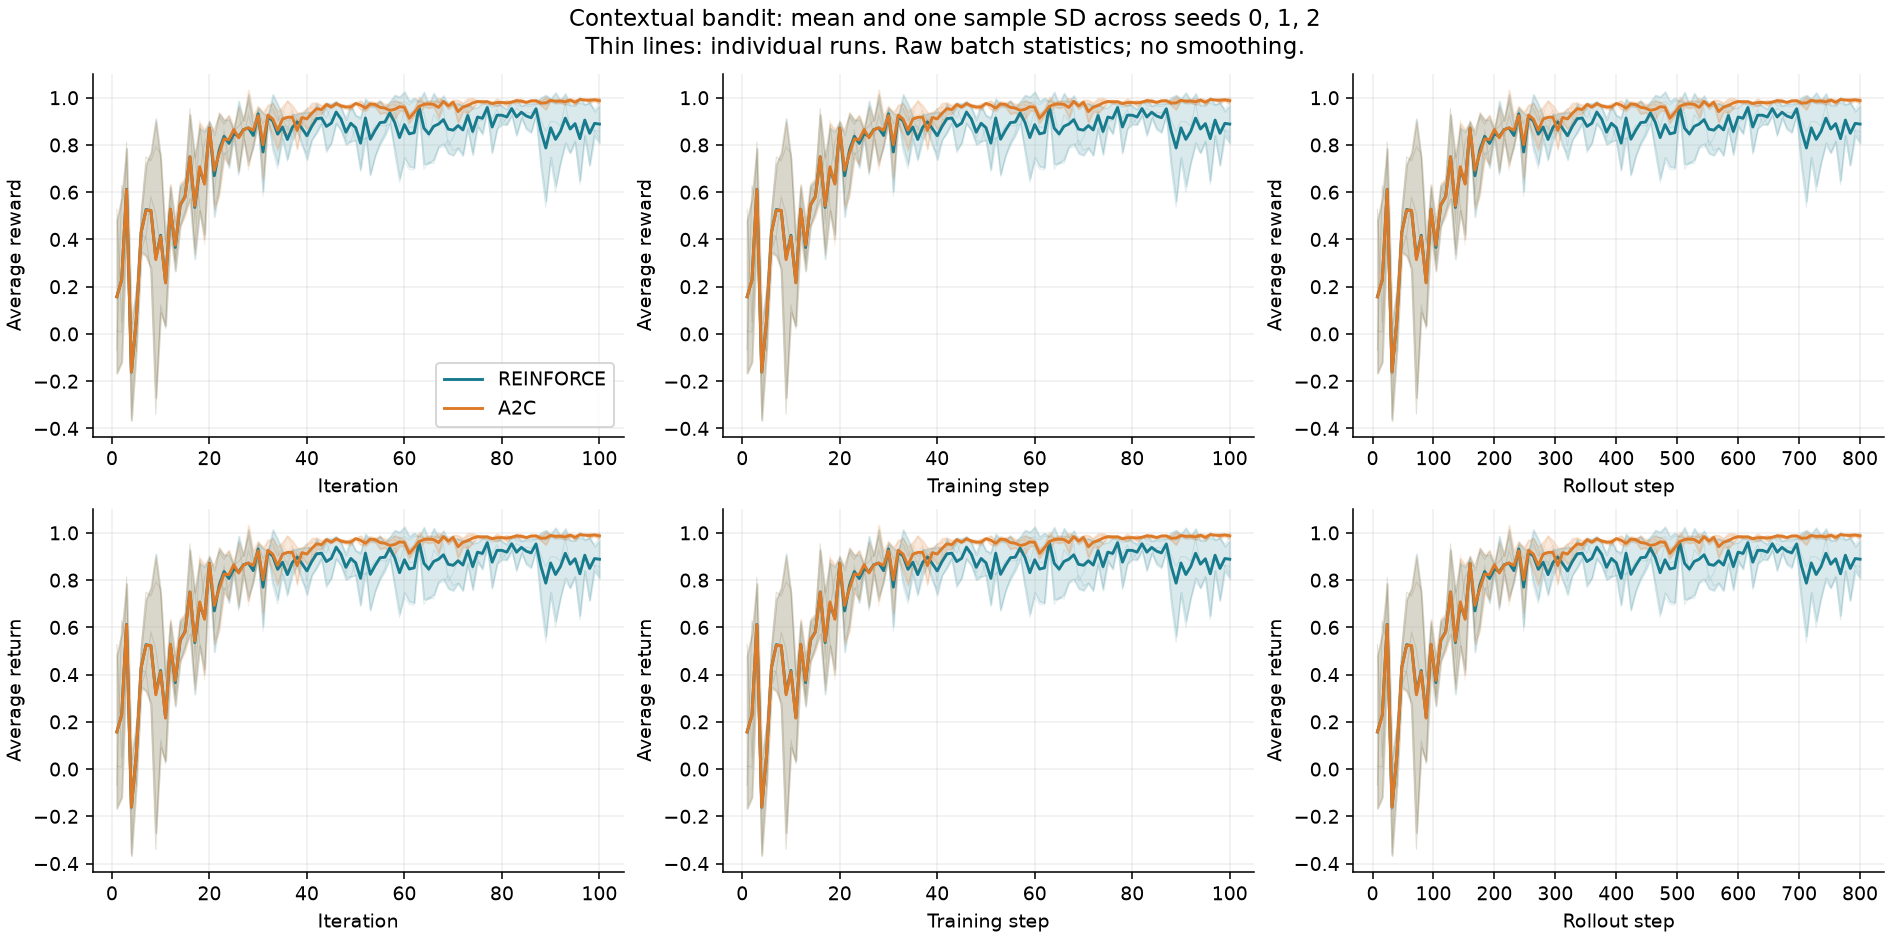 Contextual bandit: mean and one sample SD across seeds 0, 1, 2
Thin lines: individual runs. Raw batch statistics; no smoothing.
Average reward
1.0
0.8
0.6
0.4
0.2
0.0
−0.2
−0.4
REINFORCE
A2C
0 20 40 60 80 100
Iteration
Average reward
1.0
0.8
0.6
0.4
0.2
0.0
−0.2
−0.4
0 20 40 60 80 100
Training step
Average reward
1.0
0.8
0.6
0.4
0.2
0.0
−0.2
−0.4
0 100 200 300 400 500 600 700 800
Rollout step
Average return
1.0
0.8
0.6
0.4
0.2
0.0
−0.2
−0.4
0 20 40 60 80 100
Iteration
Average return
1.0
0.8
0.6
0.4
0.2
0.0
−0.2
−0.4
0 20 40 60 80 100
Training step
Average return
1.0
0.8
0.6
0.4
0.2
0.0
−0.2
−0.4
0 100 200 300 400 500 600 700 800
Rollout step